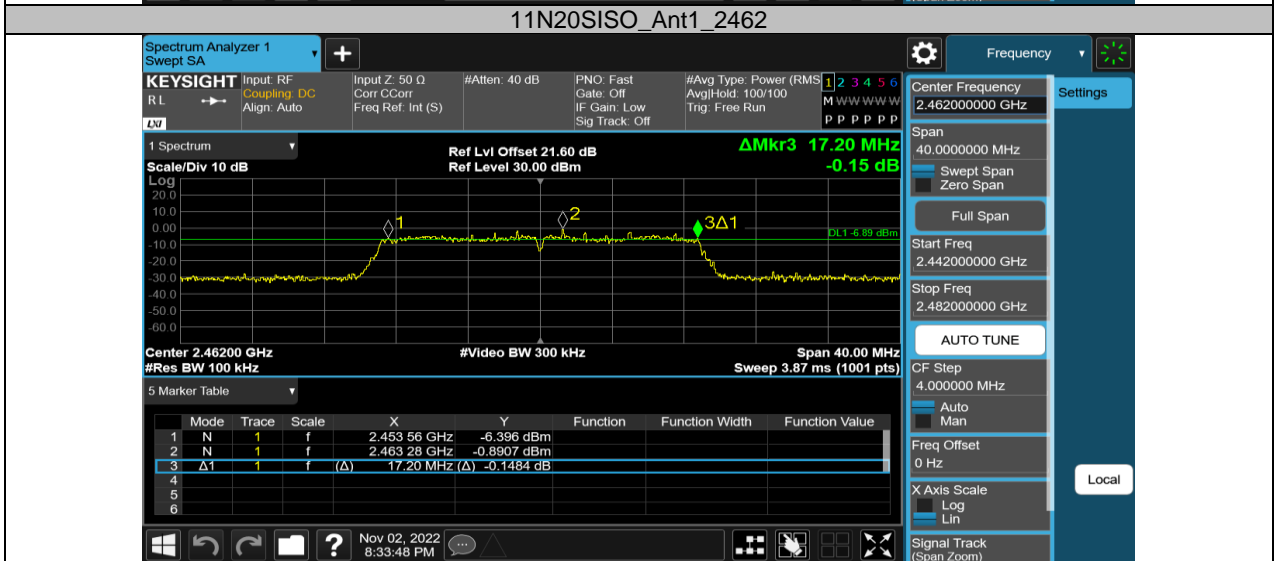 11N20SISO_Ant1_2462
Spectrum Analyzer 1
Swept SA
+
Frequency
KEYSIGHT
RL
LXI
Input: RF
Coupling: DC
Align: Auto
Input Z: 50 Ω
Corr CCorr
Freq Ref: Int (S)
#Atten: 40 dB
PNO: Fast
Gate: Off
IF Gain: Low
Sig Track: Off
#Avg Type: Power (RMS
Avg|Hold: 100/100
Trig: Free Run
1 2 3 4 5 6
M W W W W W
P P P P P P
1 Spectrum
Scale/Div 10 dB
Ref Lvl Offset 21.60 dB
Ref Level 30.00 dBm
ΔMkr3 17.20 MHz
-0.15 dB
Log
20.0
10.0
0.00
-10.0
-20.0
-30.0
-40.0
-50.0
-60.0
1
2
3Δ1
DL1 -6.89 dBm
Center 2.46200 GHz
#Video BW 300 kHz
Span 40.00 MHz
#Res BW 100 kHz
Sweep 3.87 ms (1001 pts)
5 Marker Table
Mode Trace Scale X Y Function Function Width Function Value
1 N 1 f 2.453 56 GHz -6.396 dBm
2 N 1 f 2.463 28 GHz -0.8907 dBm
3 Δ1 1 f (Δ) 17.20 MHz (Δ) -0.1484 dB
4
5
6
?
Nov 02, 2022
8:33:48 PM
Center Frequency
2.462000000 GHz
Settings
Span
40.0000000 MHz
Swept Span
Zero Span
Full Span
Start Freq
2.442000000 GHz
Stop Freq
2.482000000 GHz
AUTO TUNE
CF Step
4.000000 MHz
Auto
Man
Freq Offset
0 Hz
X Axis Scale
Log
Lin
Local
Signal Track
(Span Zoom)